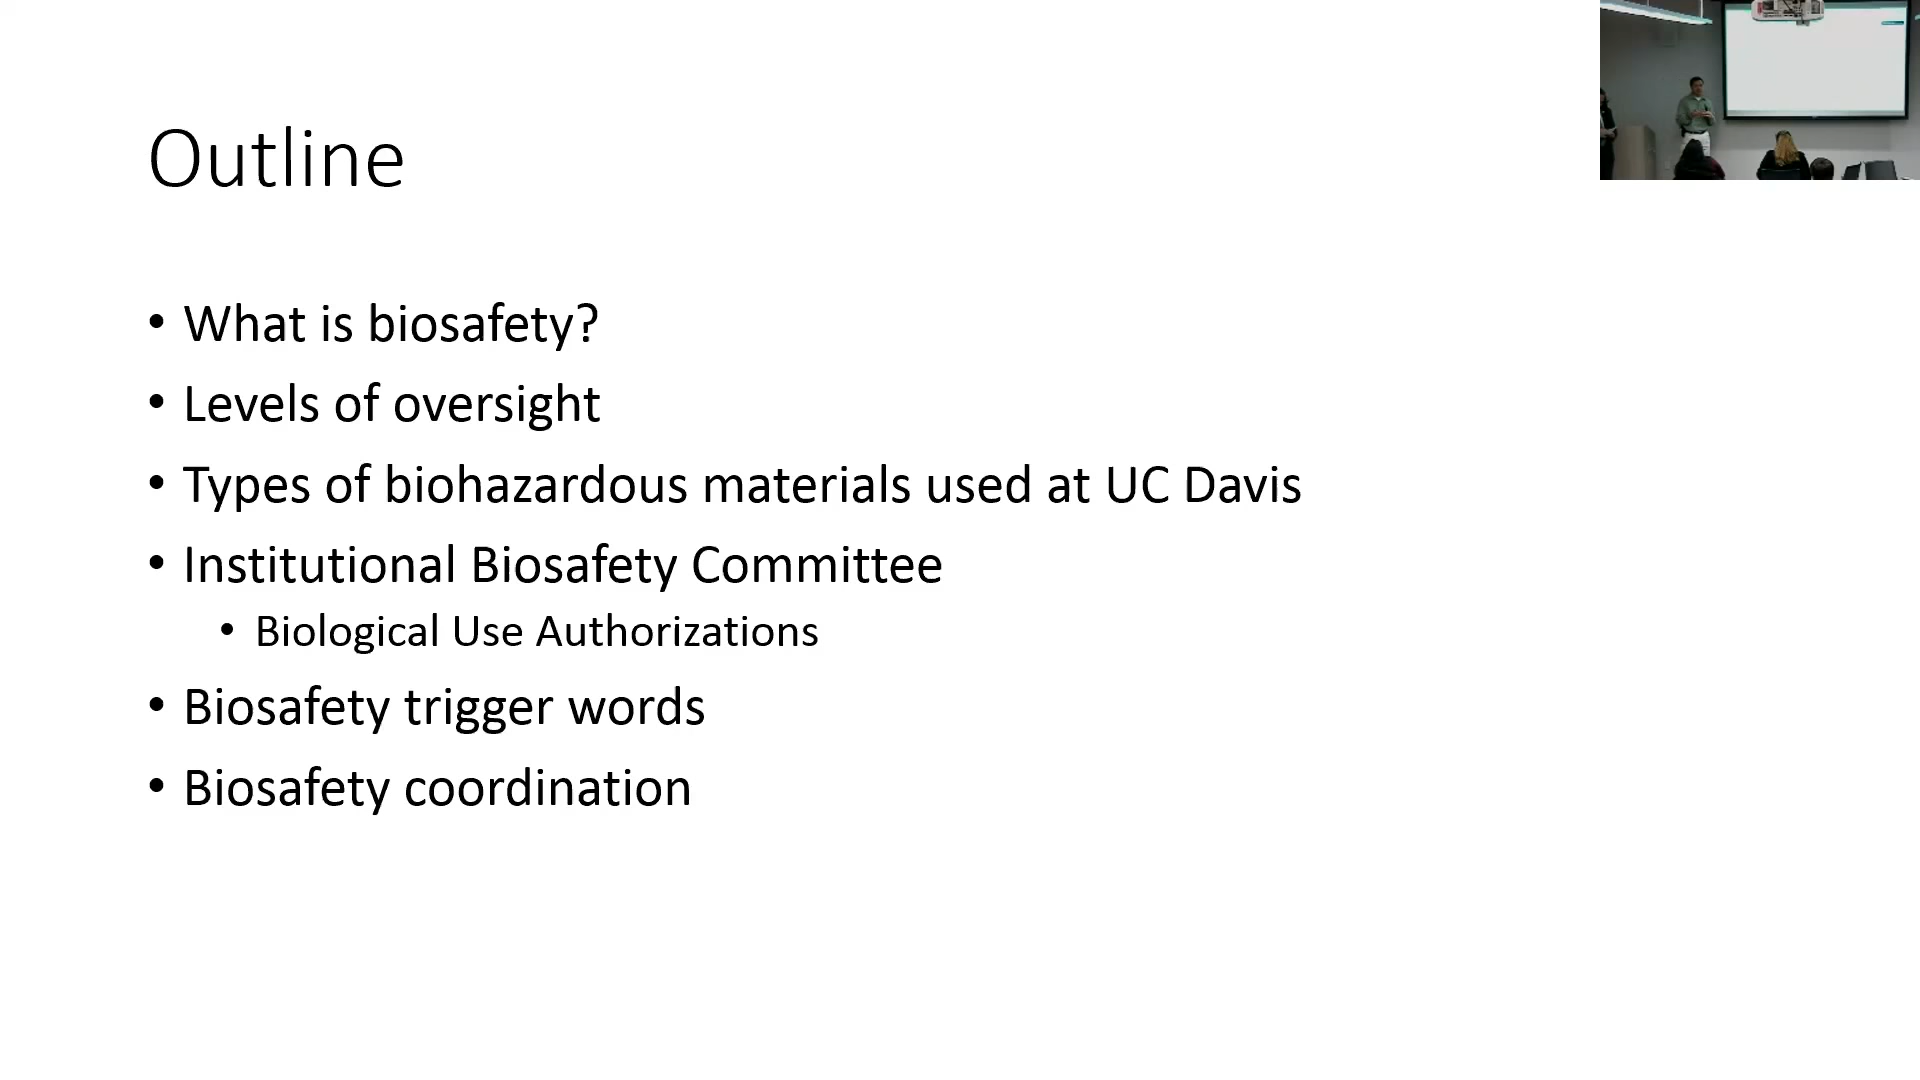 Outline
• What is biosafety?
• Levels of oversight
• Types of biohazardous materials used at UC Davis
• Institutional Biosafety Committee
• Biological Use Authorizations
• Biosafety trigger words
• Biosafety coordination